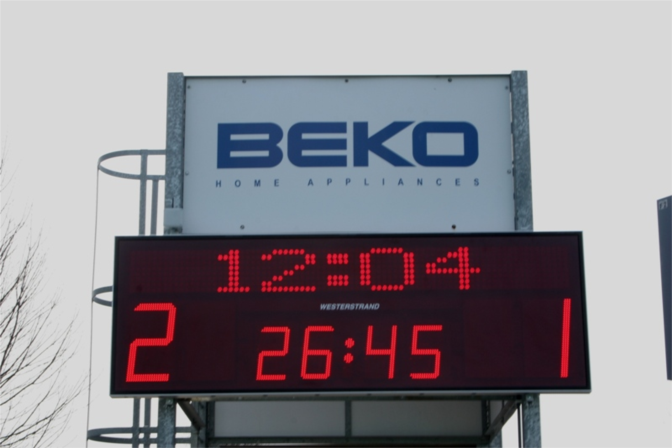 BEKO
HOME APPLIANCES
12:04
WESTERSTRAND
2 26:45 1